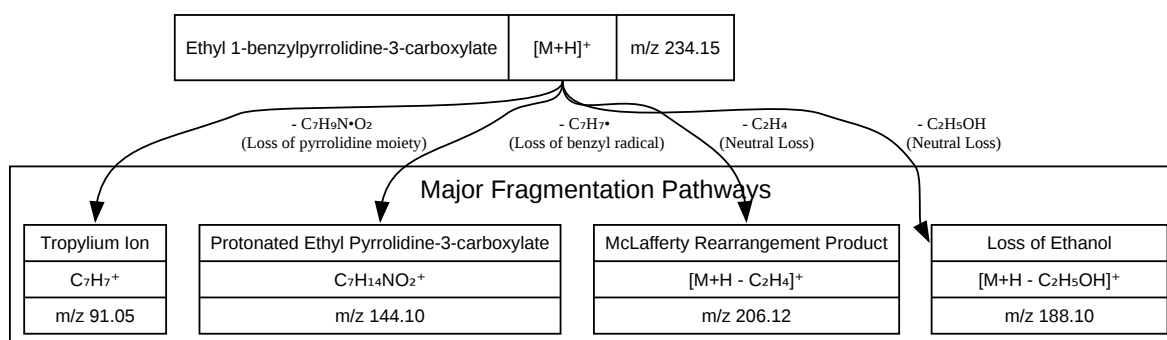 Ethyl 1-benzylpyrrolidine-3-carboxylate [M+H]⁺ m/z 234.15
- C₇H₉N•O₂
(Loss of pyrrolidine moiety)
- C₇H₇•
(Loss of benzyl radical)
- C₂H₄
(Neutral Loss)
- C₂H₅OH
(Neutral Loss)
Major Fragmentation Pathways
Tropylium Ion
C₇H₇⁺
m/z 91.05
Protonated Ethyl Pyrrolidine-3-carboxylate
C₇H₁₄NO₂⁺
m/z 144.10
McLafferty Rearrangement Product
[M+H - C₂H₄]⁺
m/z 206.12
Loss of Ethanol
[M+H - C₂H₅OH]⁺
m/z 188.10